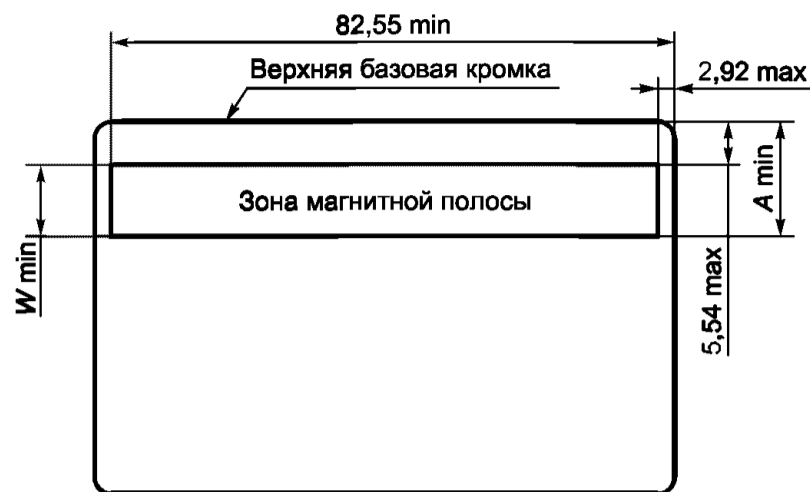 82,55 min
Верхняя базовая кромка
2,92 max
Зона магнитной полосы
W min
5,54 max
A min